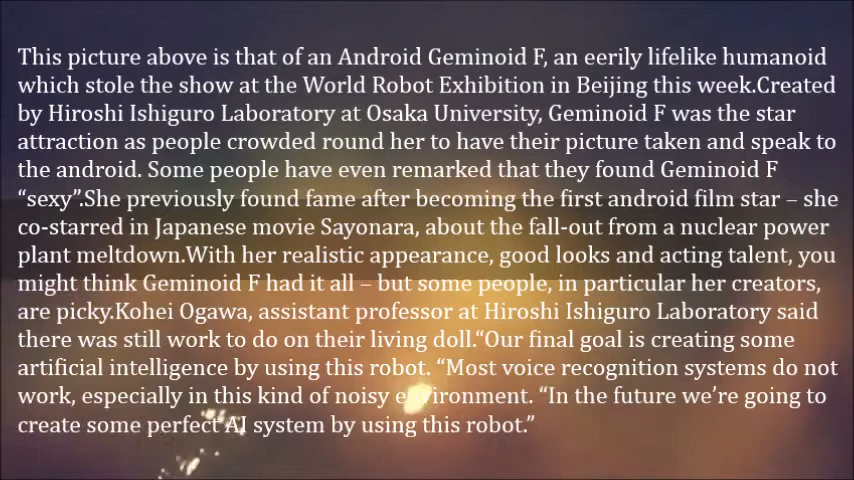 This picture above is that of an Android Geminoid F, an eerily lifelike humanoid
which stole the show at the World Robot Exhibition in Beijing this week.Created
by Hiroshi Ishiguro Laboratory at Osaka University, Geminoid F was the star
attraction as people crowded round her to have their picture taken and speak to
the android. Some people have even remarked that they found Geminoid F
“sexy”.She previously found fame after becoming the first android film star – she
co-starred in Japanese movie Sayonara, about the fall-out from a nuclear power
plant meltdown.With her realistic appearance, good looks and acting talent, you
might think Geminoid F had it all – but some people, in particular her creators,
are picky.Kohei Ogawa, assistant professor at Hiroshi Ishiguro Laboratory said
there was still work to do on their living doll.“Our final goal is creating some
artificial intelligence by using this robot. “Most voice recognition systems do not
work, especially in this kind of noisy environment. “In the future we’re going to
create some perfect AI system by using this robot.”